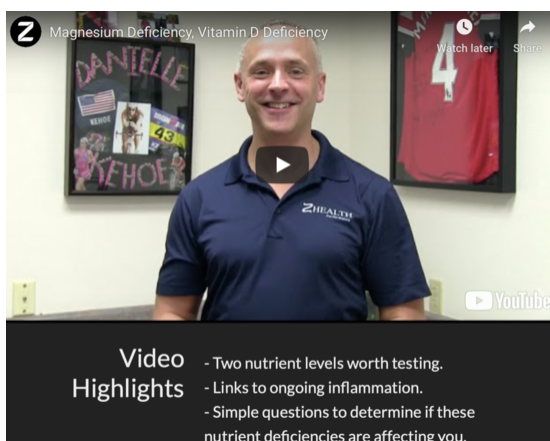 Z Magnesium Deficiency, Vitamin D Deficiency
Watch later
Share
DANIELLE
KEHOE
43
KEHOE
4
ZHEALTH
YouTube
Video
Highlights
- Two nutrient levels worth testing.
- Links to ongoing inflammation.
- Simple questions to determine if these
nutrient deficiencies are affecting you.